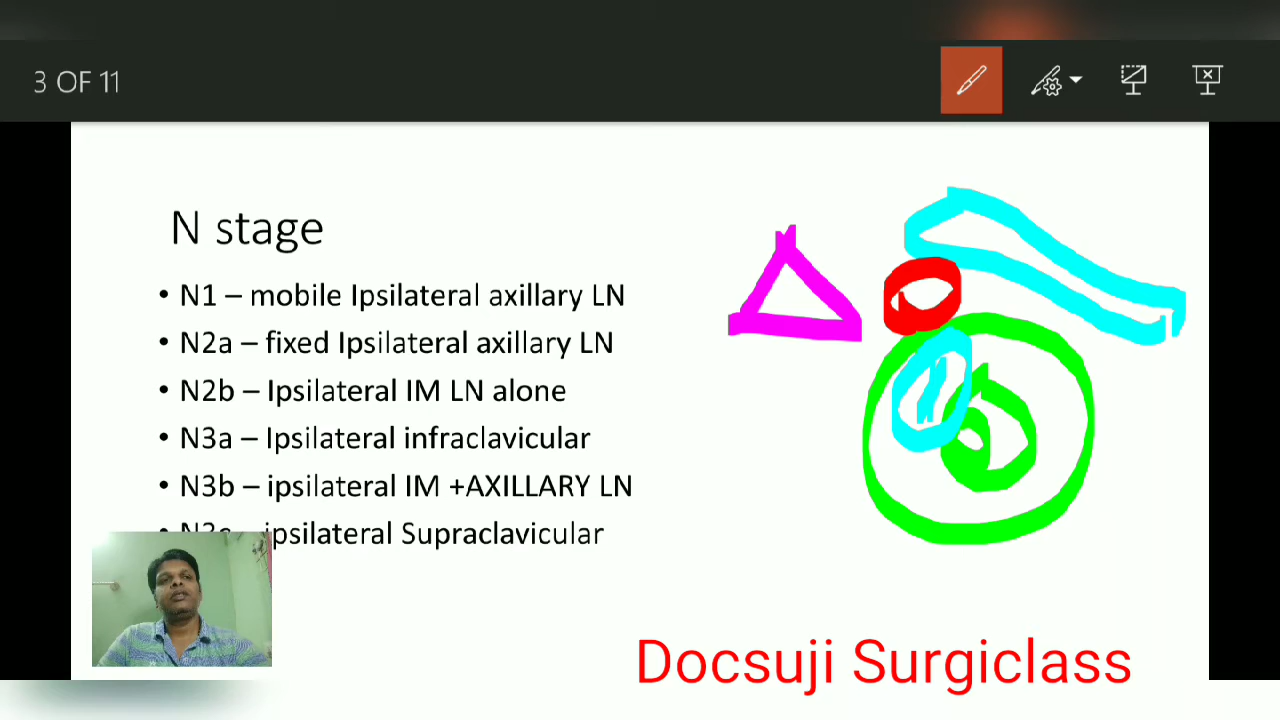 3 OF 11
N stage
• N1 – mobile Ipsilateral axillary LN
• N2a – fixed Ipsilateral axillary LN
• N2b – Ipsilateral IM LN alone
• N3a – Ipsilateral infraclavicular
• N3b – ipsilateral IM +AXILLARY LN
• N3c – ipsilateral Supraclavicular
Docsuji Surgiclass